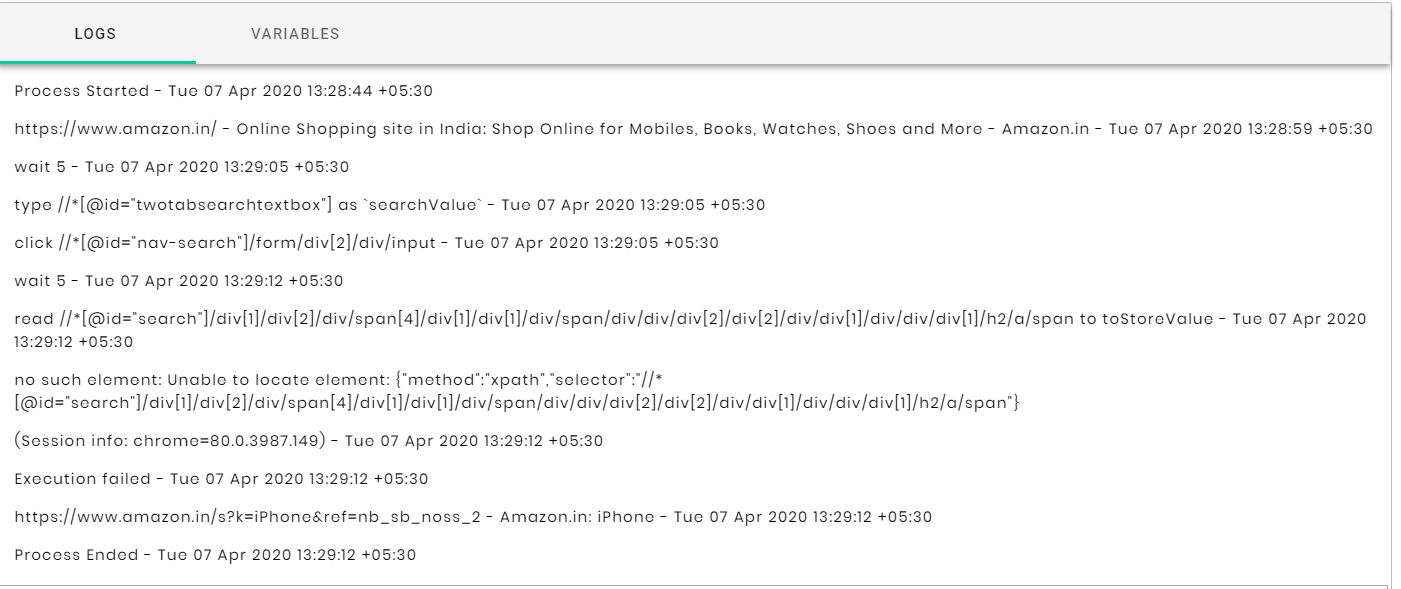 LOGS VARIABLES
Process Started - Tue 07 Apr 2020 13:28:44 +05:30
https://www.amazon.in/ - Online Shopping site in India: Shop Online for Mobiles, Books, Watches, Shoes and More - Amazon.in - Tue 07 Apr 2020 13:28:59 +05:30
wait 5 - Tue 07 Apr 2020 13:29:05 +05:30
type //*[@id="twotabsearchtextbox"] as `searchValue` - Tue 07 Apr 2020 13:29:05 +05:30
click //*[@id="nav-search"]/form/div[2]/div/input - Tue 07 Apr 2020 13:29:05 +05:30
wait 5 - Tue 07 Apr 2020 13:29:12 +05:30
read //*[@id="search"]/div[1]/div[2]/div/span[4]/div[1]/div[1]/div/span/div/div/div[2]/div[2]/div/div[1]/div/div/div[1]/h2/a/span to toStoreValue - Tue 07 Apr 2020
13:29:12 +05:30
no such element: Unable to locate element: {"method":"xpath","selector":"//*
[@id="search"]/div[1]/div[2]/div/span[4]/div[1]/div[1]/div/span/div/div/div[2]/div[2]/div/div[1]/div/div/div[1]/h2/a/span"}
(Session info: chrome=80.0.3987.149) - Tue 07 Apr 2020 13:29:12 +05:30
Execution failed - Tue 07 Apr 2020 13:29:12 +05:30
https://www.amazon.in/s?k=iPhone&ref=nb_sb_noss_2 - Amazon.in: iPhone - Tue 07 Apr 2020 13:29:12 +05:30
Process Ended - Tue 07 Apr 2020 13:29:12 +05:30